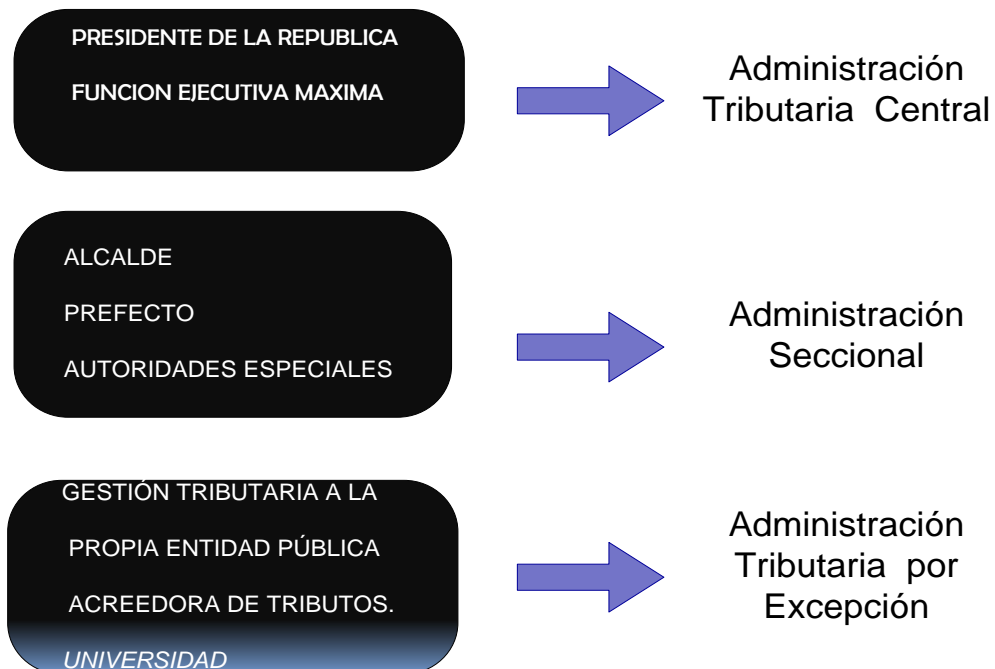 PRESIDENTE DE LA REPUBLICA
FUNCION EJECUTIVA MAXIMA
Administración
Tributaria Central
ALCALDE
PREFECTO
AUTORIDADES ESPECIALES
Administración
Seccional
GESTIÓN TRIBUTARIA A LA
PROPIA ENTIDAD PÚBLICA
ACREEDORA DE TRIBUTOS.
UNIVERSIDAD
Administración
Tributaria por
Excepción